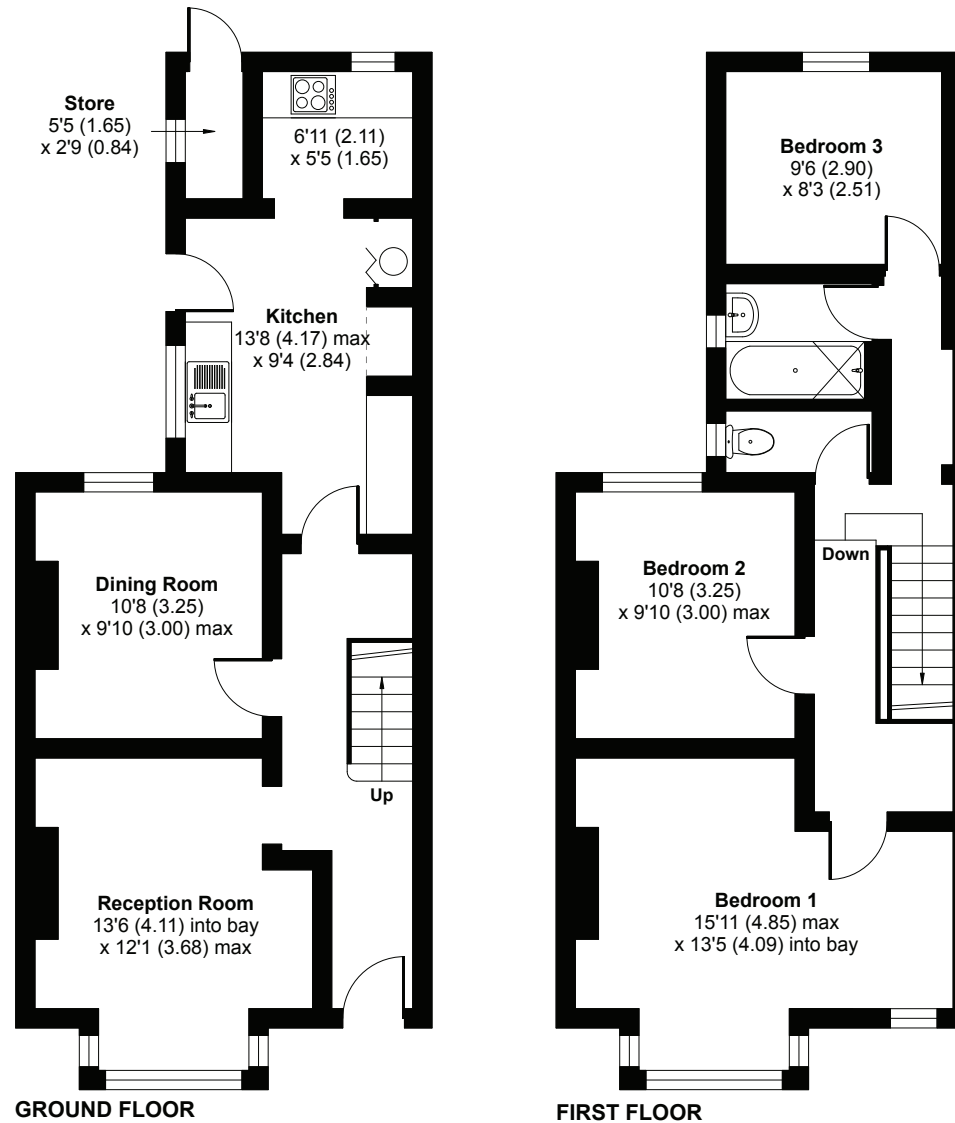 Store
5'5 (1.65)
x 2'9 (0.84)
6'11 (2.11)
x 5'5 (1.65)
Kitchen
13'8 (4.17) max
x 9'4 (2.84)
Dining Room
10'8 (3.25)
x 9'10 (3.00) max
Up
Reception Room
13'6 (4.11) into bay
x 12'1 (3.68) max
GROUND FLOOR
Bedroom 3
9'6 (2.90)
x 8'3 (2.51)
Down
Bedroom 2
10'8 (3.25)
x 9'10 (3.00) max
Bedroom 1
15'11 (4.85) max
x 13'5 (4.09) into bay
FIRST FLOOR